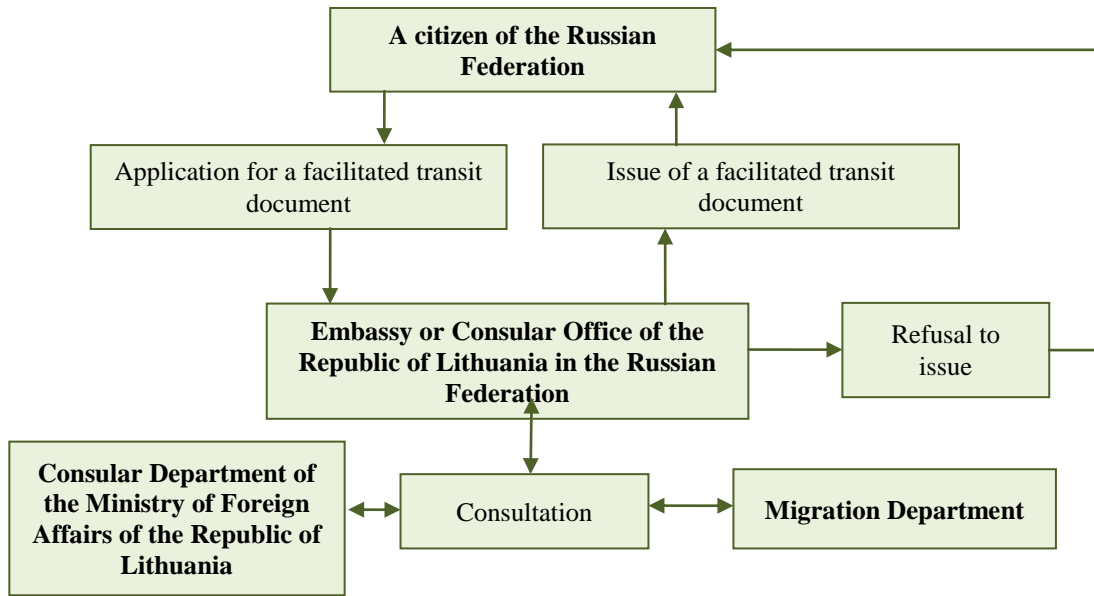 A citizen of the Russian
Federation
Application for a facilitated transit
document
Issue of a facilitated transit
document
Embassy or Consular Office of the
Republic of Lithuania in the Russian
Federation
Refusal to
issue
Consular Department of
the Ministry of Foreign
Affairs of the Republic of
Lithuania
Consultation
Migration Department